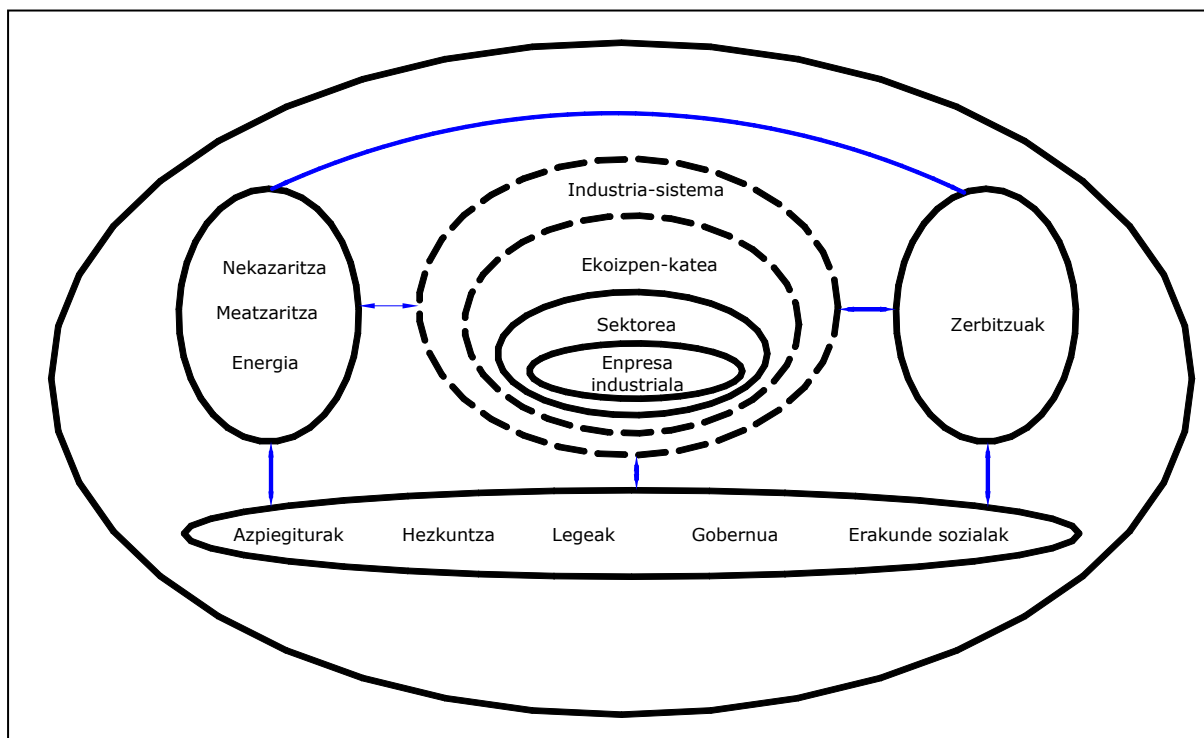 Industria-sistema
Ekoizpen-katea
Nekazaritza
Meatzaritza
Energia
Sektorea
Enpresa
industriala
Zerbitzuak
Azpiegiturak Hezkuntza Legeak Gobernua Erakunde sozialak